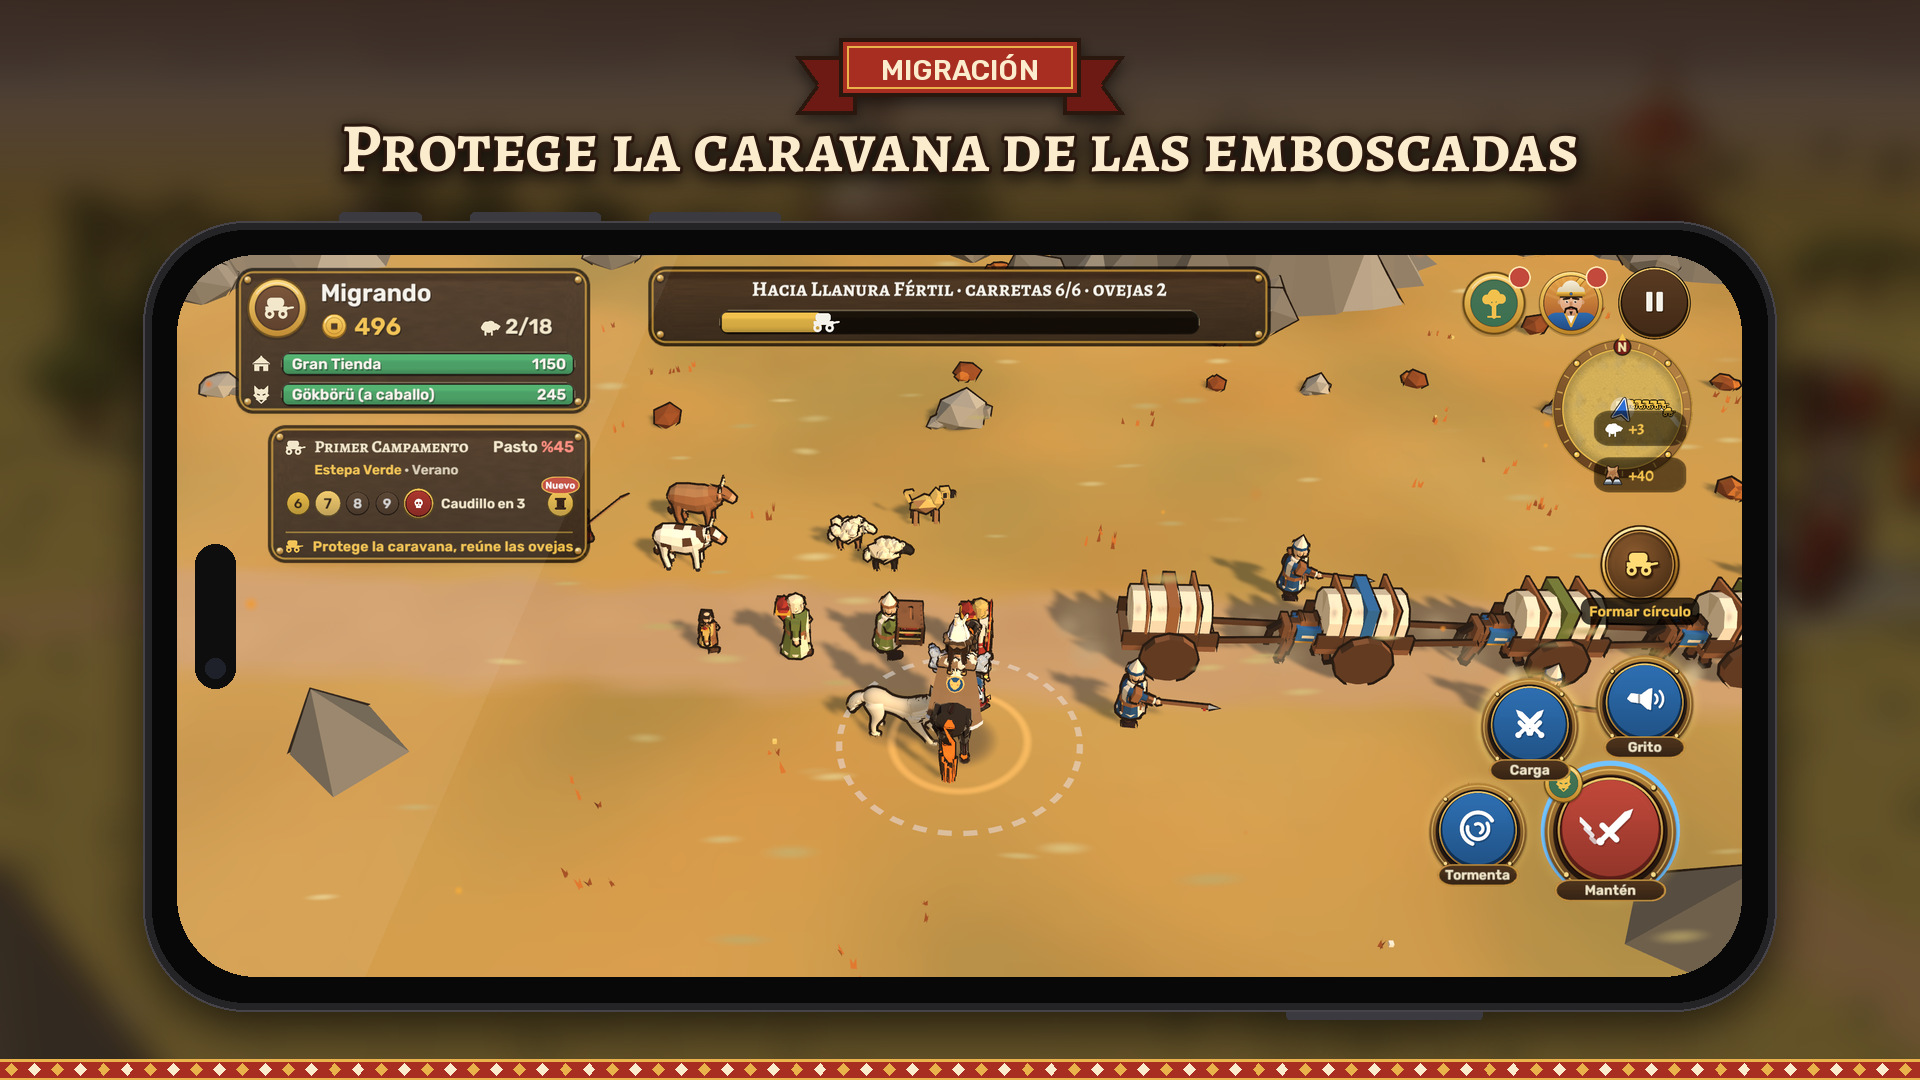 MIGRACIÓN
PROTEGE LA CARAVANA DE LAS EMBOSCADAS
Migrando
496
2/18
Gran Tienda 1150
Gökbörü (a caballo) 245
HACIA LLANURA FÉRTIL · CARRETAS 6/6 · OVEJAS 2
PRIMER CAMPAMENTO Pasto %45
Estepa Verde · Verano
Nuevo
6 7 8 9 Caudillo en 3
Protege la caravana, reúne las ovejas
N
+3
+40
Formar círculo
Grito
Carga
Tormenta
Mantén